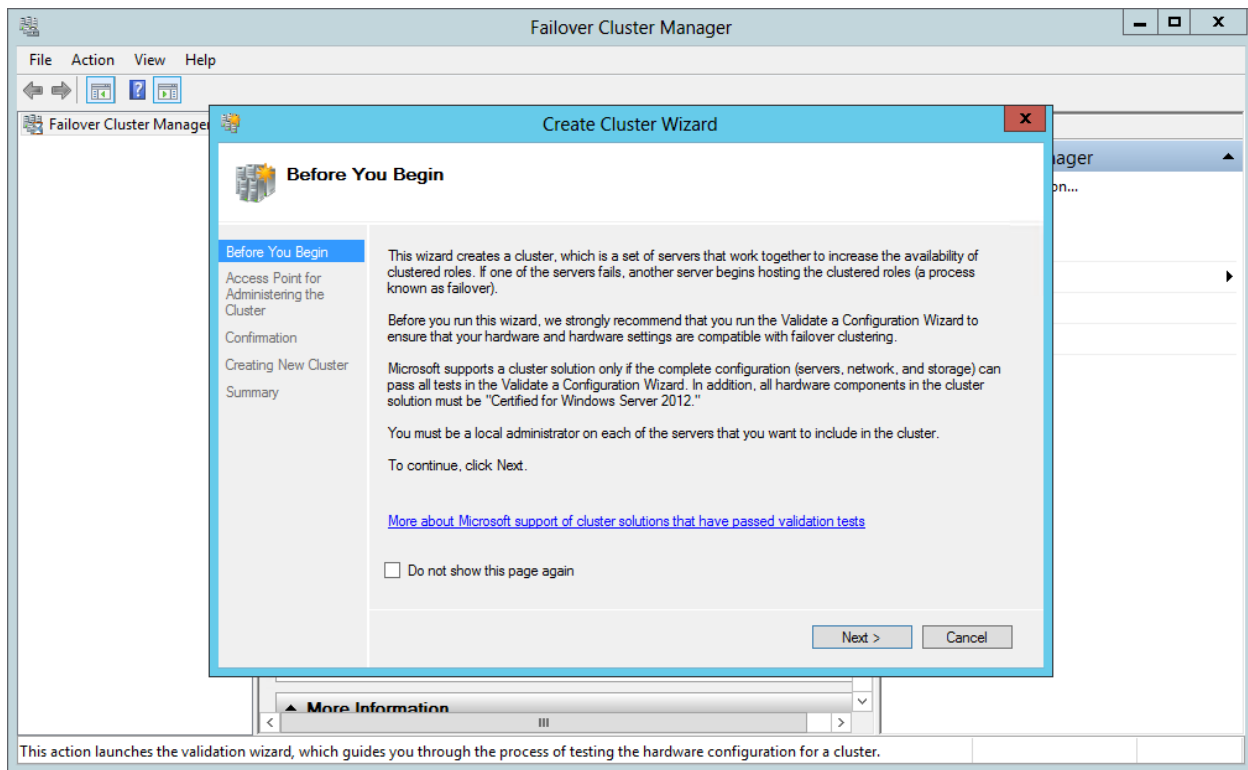 Failover Cluster Manager
File Action View Help
Failover Cluster Manager
Create Cluster Wizard
Before You Begin
Before You Begin
Access Point for
Administering the
Cluster
Confirmation
Creating New Cluster
Summary
This wizard creates a cluster, which is a set of servers that work together to increase the availability of
clustered roles. If one of the servers fails, another server begins hosting the clustered roles (a process
known as failover).
Before you run this wizard, we strongly recommend that you run the Validate a Configuration Wizard to
ensure that your hardware and hardware settings are compatible with failover clustering.
Microsoft supports a cluster solution only if the complete configuration (servers, network, and storage) can
pass all tests in the Validate a Configuration Wizard. In addition, all hardware components in the cluster
solution must be "Certified for Windows Server 2012."
You must be a local administrator on each of the servers that you want to include in the cluster.
To continue, click Next.
More about Microsoft support of cluster solutions that have passed validation tests
Do not show this page again
Next >
Cancel
ager
on...
More Information
This action launches the validation wizard, which guides you through the process of testing the hardware configuration for a cluster.